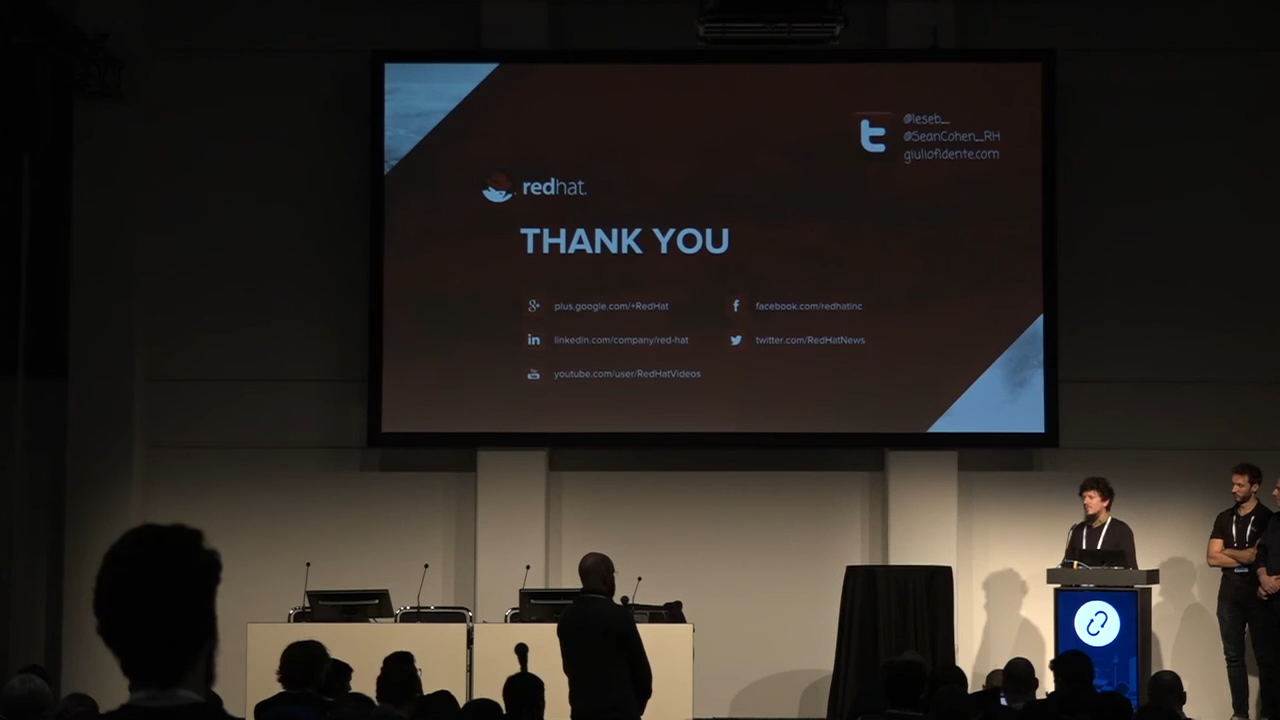 @leseb_
@SeanCohen_RH
giuliofidente.com
redhat.
THANK YOU
plus.google.com/+RedHat
facebook.com/redhatinc
linkedin.com/company/red-hat
twitter.com/RedHatNews
youtube.com/user/RedHatVideos